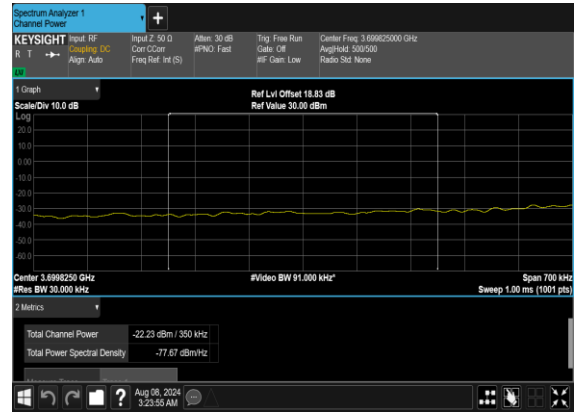 Spectrum Analyzer 1
Channel Power
+
KEYSIGHT Input: RF Input Z: 50 Ω Atten: 30 dB Trig: Free Run Center Freq: 3.699825000 GHz
R T Coupling: DC Corr CCorr #PNO: Fast Gate: Off Avg|Hold: 500/500
Align: Auto Freq Ref: Int (S) #IF Gain: Low Radio Std: None
1 Graph
Ref Lvl Offset 18.83 dB
Scale/Div 10.0 dB Ref Value 30.00 dBm
Log
20.0
10.0
0.00
-10.0
-20.0
-30.0
-40.0
-50.0
-60.0
Center 3.6998250 GHz #Video BW 91.000 kHz* Span 700 kHz
#Res BW 30.000 kHz Sweep 1.00 ms (1001 pts)
2 Metrics
Total Channel Power -22.23 dBm / 350 kHz
Total Power Spectral Density -77.67 dBm/Hz
?
Aug 08, 2024
3:23:55 AM